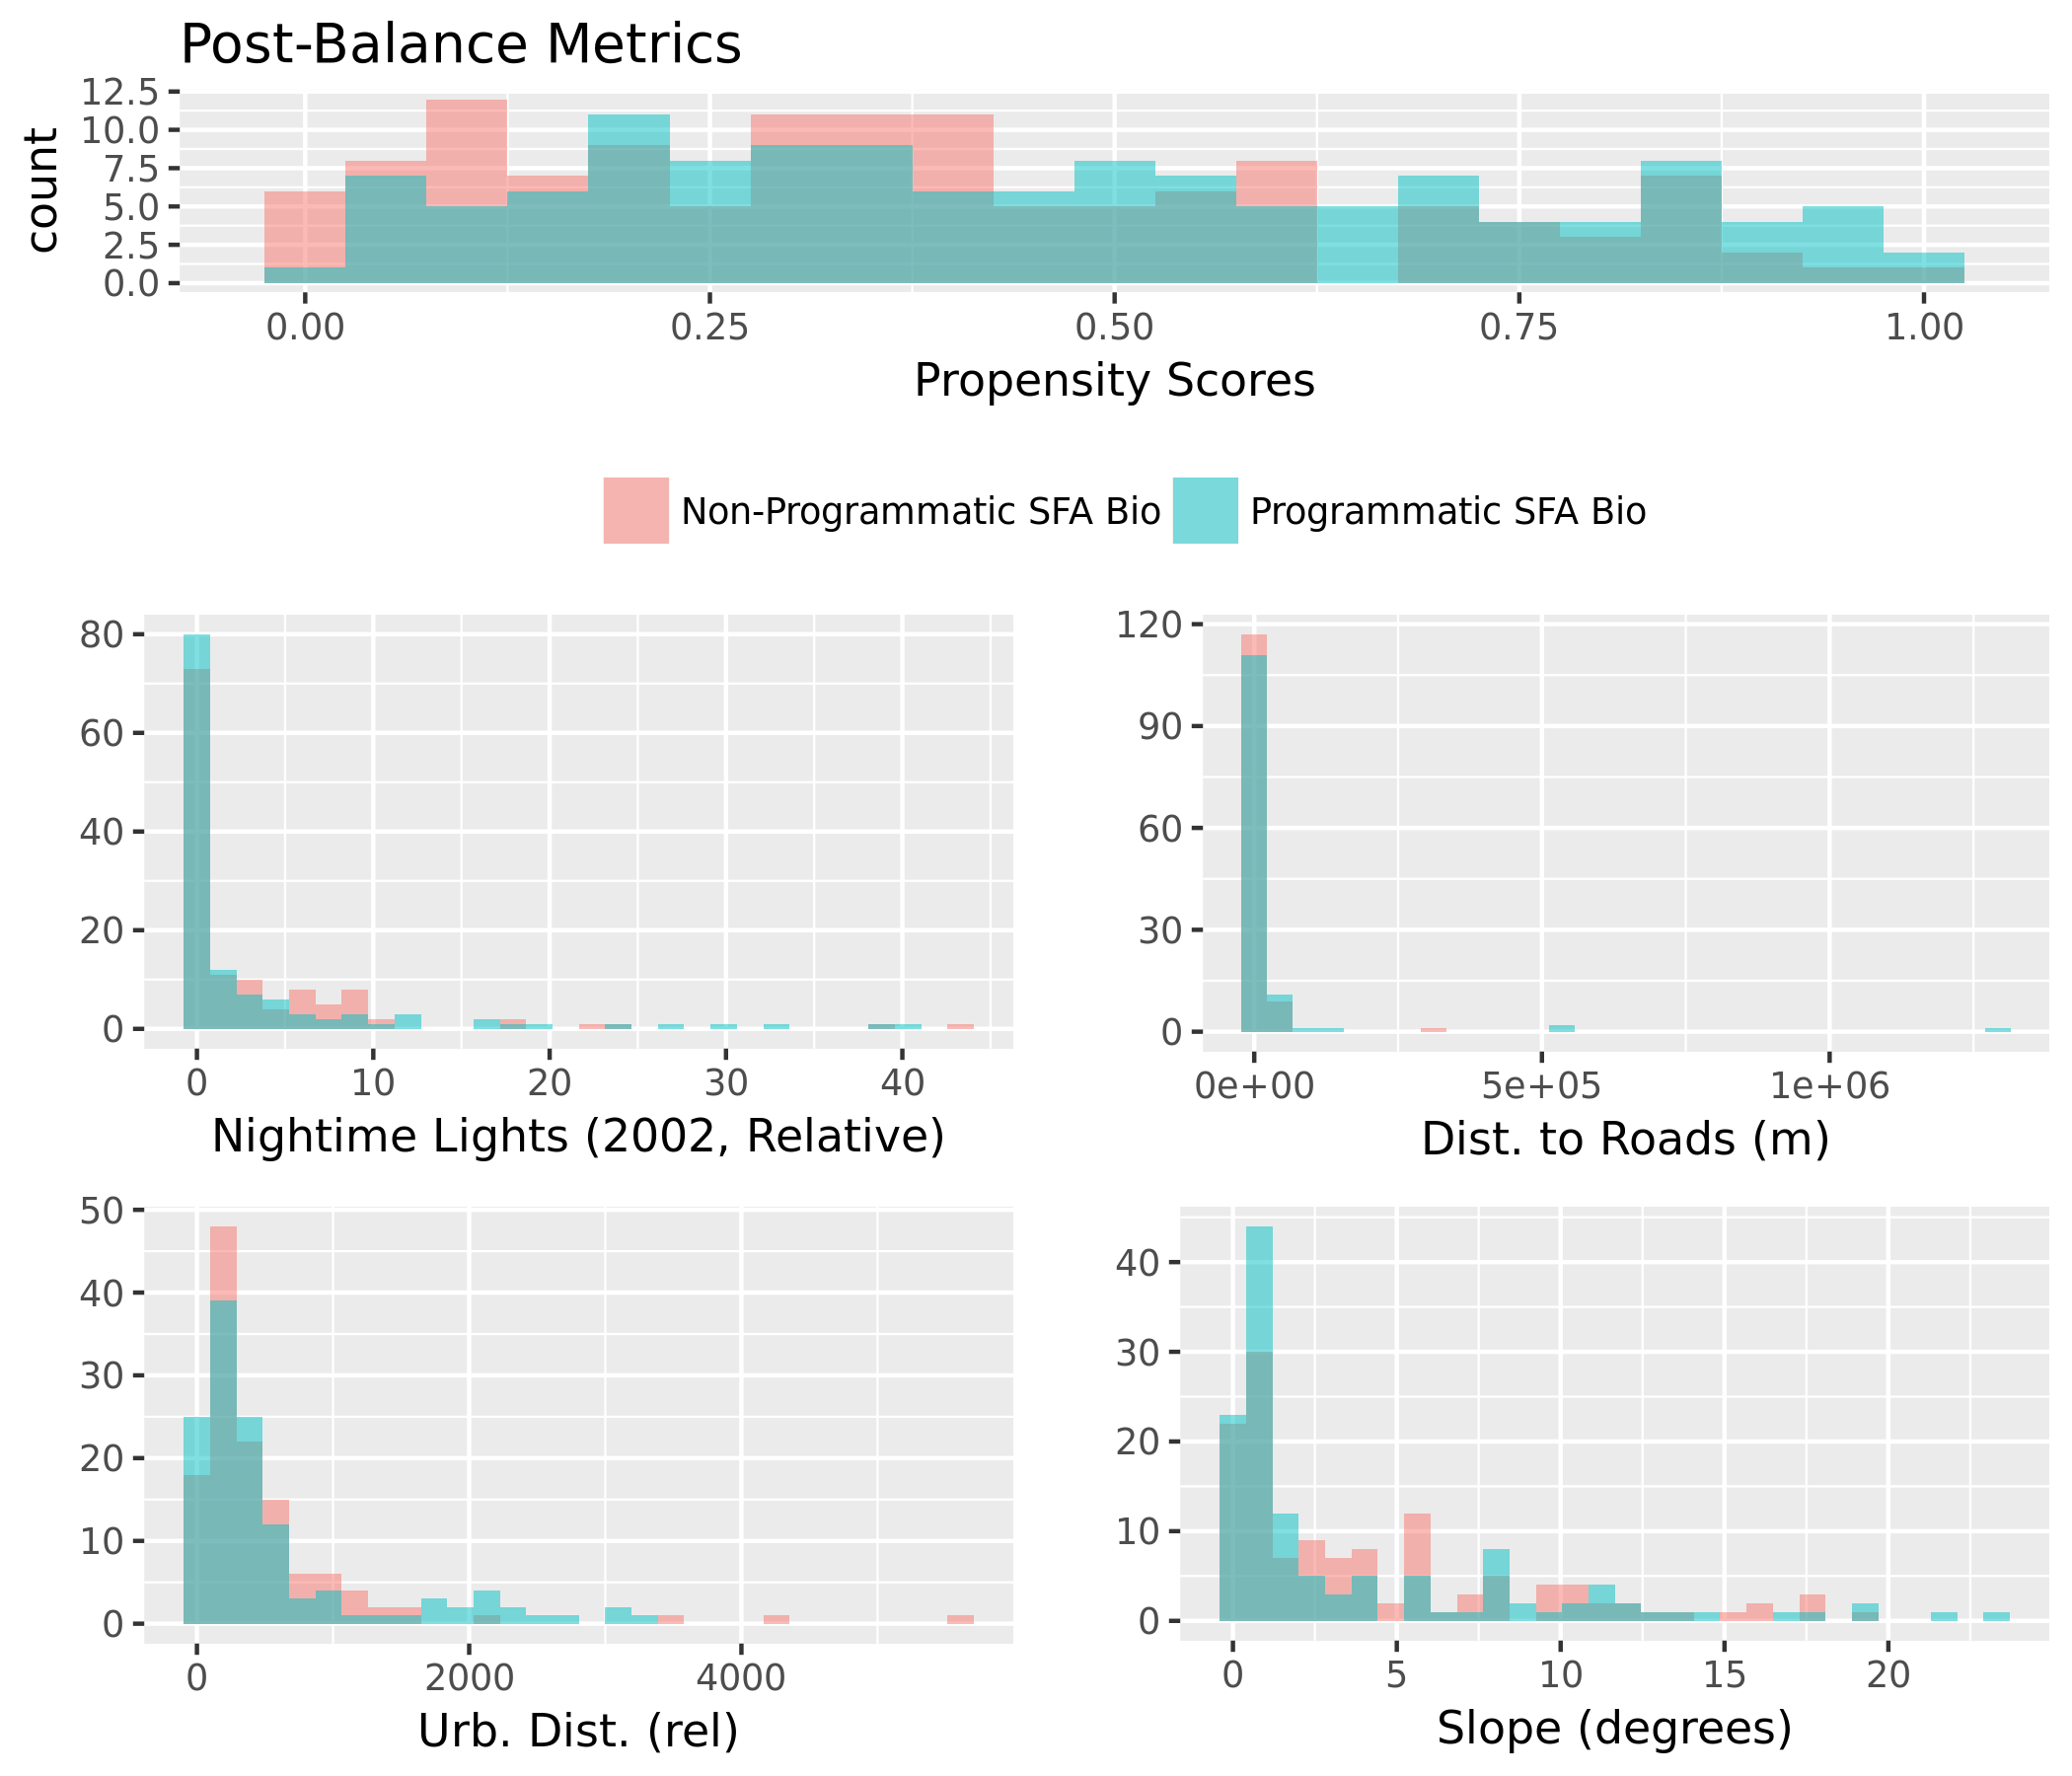 Post-Balance Metrics
count
12.5
10.0
7.5
5.0
2.5
0.0
0.00 0.25 0.50 0.75 1.00
Propensity Scores
Non-Programmatic SFA Bio Programmatic SFA Bio
80
60
40
20
0
0 10 20 30 40
Nightime Lights (2002, Relative)
120
90
60
30
0
0e+00 5e+05 1e+06
Dist. to Roads (m)
50
40
30
20
10
0
0 2000 4000
Urb. Dist. (rel)
40
30
20
10
0
0 5 10 15 20
Slope (degrees)